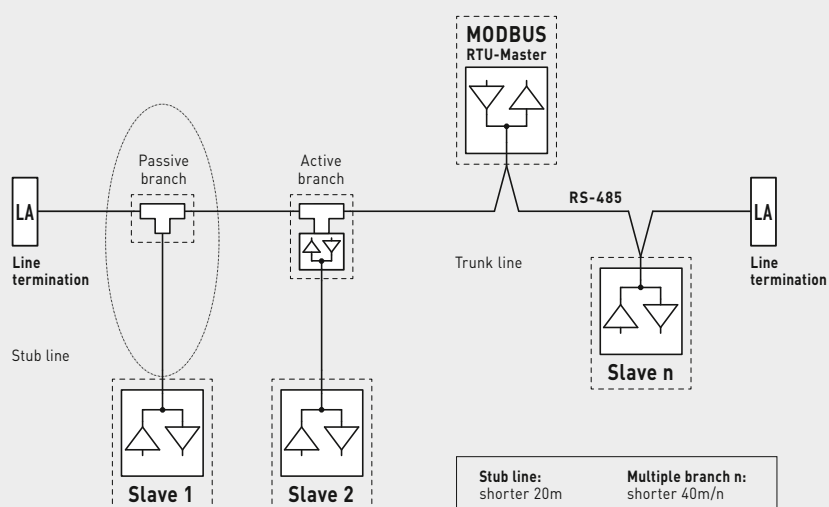 MODBUS
RTU-Master
Passive
branch
Active
branch
LA
RS-485
LA
Line
termination
Trunk line
Line
termination
Stub line
Slave n
Slave 1
Slave 2
Stub line:
shorter 20m
Multiple branch n:
shorter 40m/n